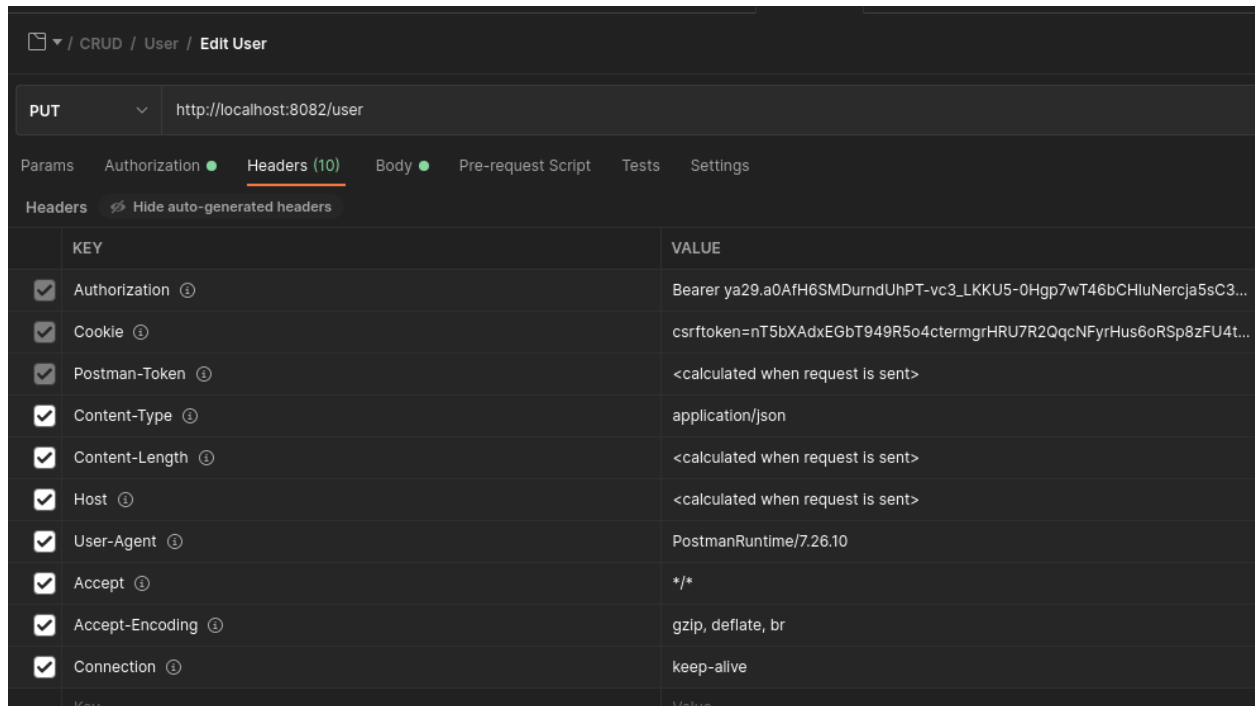 / CRUD / User / Edit User
PUT http://localhost:8082/user
Params Authorization Headers (10) Body Pre-request Script Tests Settings
Headers Hide auto-generated headers
KEY VALUE
Authorization Bearer ya29.a0AfH6SMDurndUhPT-vc3_LKKU5-0Hgp7wT46bCHIuNercja5sC3...
Cookie csrftoken=nT5bXAdxEGbT949R5o4ctermgrHRU7R2QqcNFyrHus6oRSp8zFU4t...
Postman-Token <calculated when request is sent>
Content-Type application/json
Content-Length <calculated when request is sent>
Host <calculated when request is sent>
User-Agent PostmanRuntime/7.26.10
Accept */*
Accept-Encoding gzip, deflate, br
Connection keep-alive
Key Value